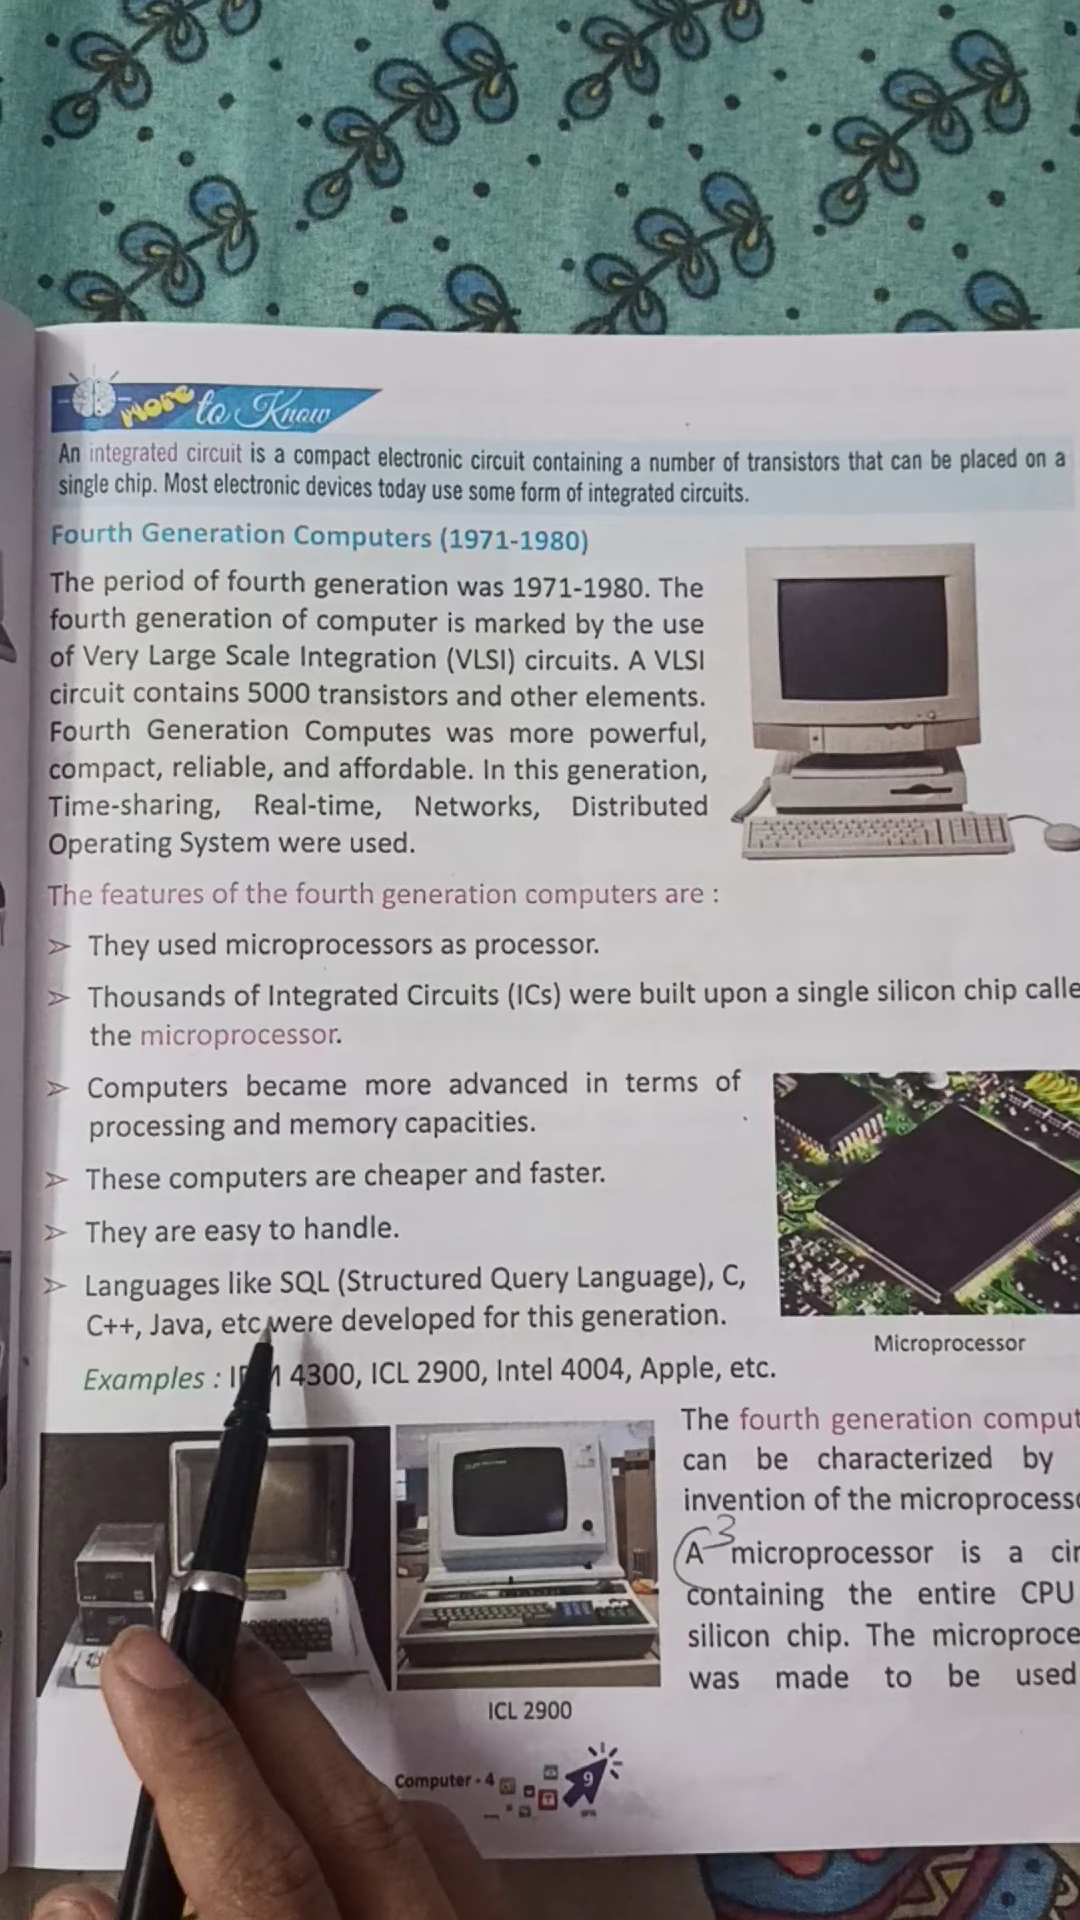 More to Know
An integrated circuit is a compact electronic circuit containing a number of transistors that can be placed on a
single chip. Most electronic devices today use some form of integrated circuits.
Fourth Generation Computers (1971-1980)
The period of fourth generation was 1971-1980. The
fourth generation of computer is marked by the use
of Very Large Scale Integration (VLSI) circuits. A VLSI
circuit contains 5000 transistors and other elements.
Fourth Generation Computes was more powerful,
compact, reliable, and affordable. In this generation,
Time-sharing, Real-time, Networks, Distributed
Operating System were used.
The features of the fourth generation computers are :
They used microprocessors as processor.
Thousands of Integrated Circuits (ICs) were built upon a single silicon chip calle
the microprocessor.
Computers became more advanced in terms of
processing and memory capacities.
These computers are cheaper and faster.
They are easy to handle.
Languages like SQL (Structured Query Language), C,
C++, Java, etc were developed for this generation.
Microprocessor
Examples : 4300, ICL 2900, Intel 4004, Apple, etc.
The fourth generation comput
can be characterized by
invention of the microprocess
3
A microprocessor is a cir
containing the entire CPU
silicon chip. The microproce
was made to be used
ICL 2900
Computer - 4
9